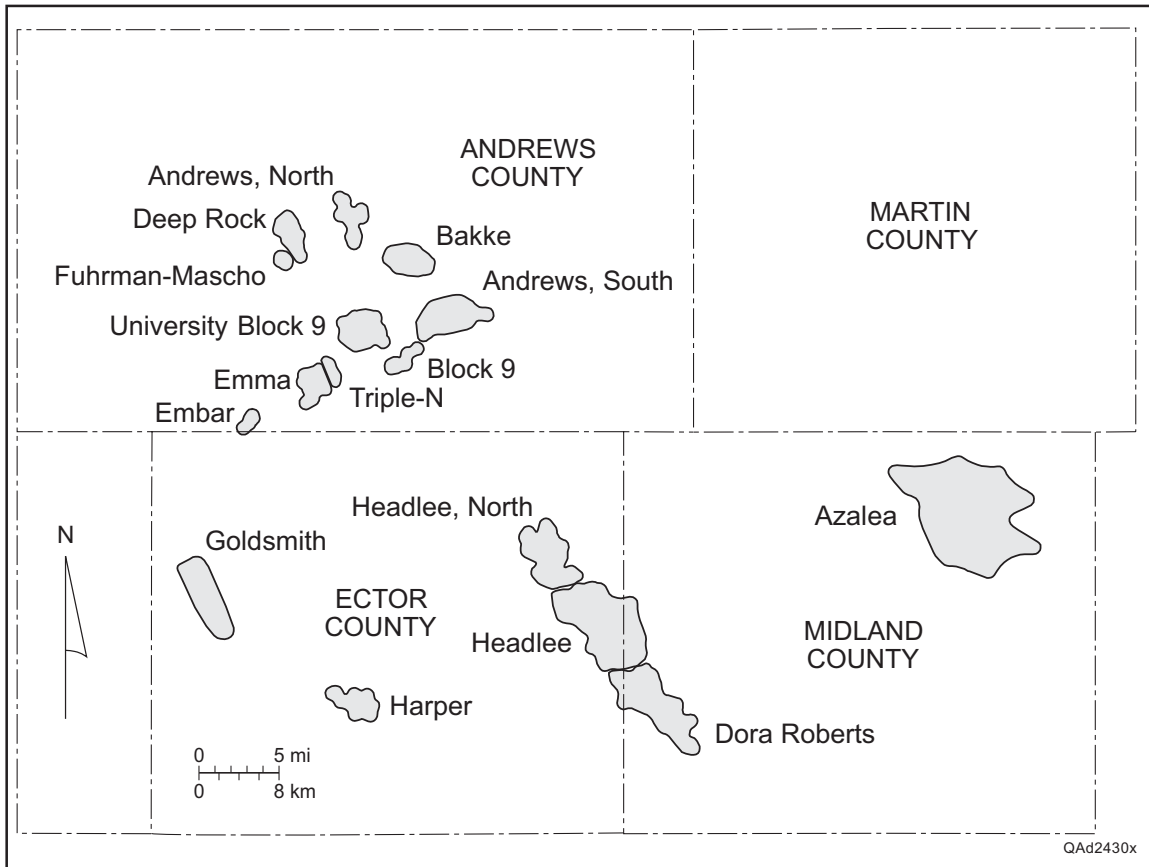 ANDREWS
COUNTY
MARTIN
COUNTY
Andrews, North
Deep Rock
Bakke
Fuhrman-Mascho
Andrews, South
University Block 9
Block 9
Emma
Triple-N
Embar
Headlee, North
Azalea
N
Goldsmith
ECTOR
COUNTY
Headlee
MIDLAND
COUNTY
Harper
Dora Roberts
0 5 mi
0 8 km
QAd2430x